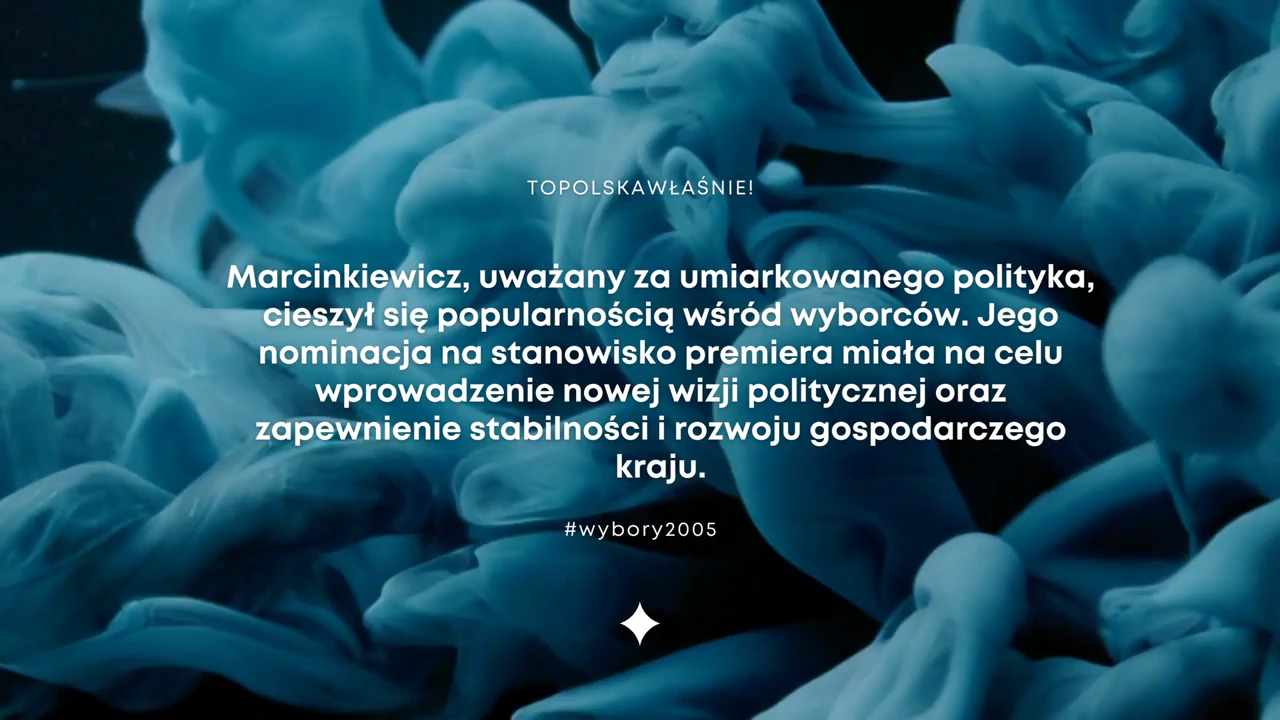 TOPOLSKAWŁAŚNIE!
Marcinkiewicz, uważany za umiarkowanego polityka,
cieszył się popularnością wśród wyborców. Jego
nominacja na stanowisko premiera miała na celu
wprowadzenie nowej wizji politycznej oraz
zapewnienie stabilności i rozwoju gospodarczego
kraju.
#wybory2005